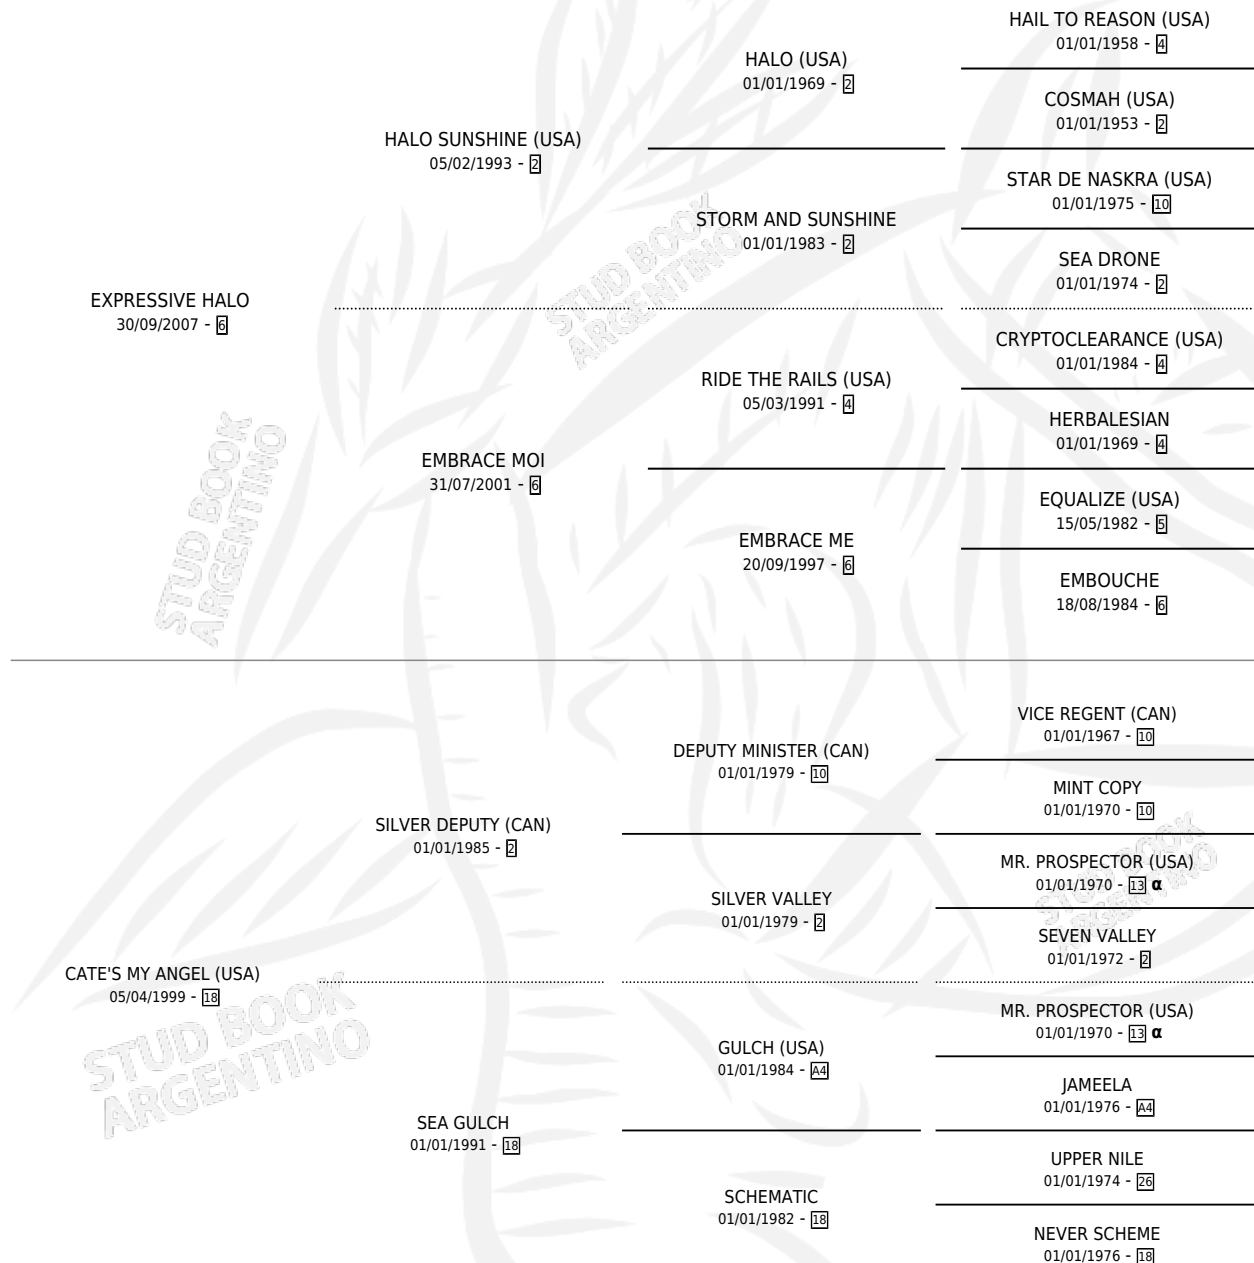 HAIL TO REASON (USA)
01/01/1958 - 4
HALO (USA)
01/01/1969 - 2
COSMAH (USA)
01/01/1953 - 2
HALO SUNSHINE (USA)
05/02/1993 - 2
STAR DE NASKRA (USA)
01/01/1975 - 10
STORM AND SUNSHINE
01/01/1983 - 2
SEA DRONE
01/01/1974 - 2
EXPRESSIVE HALO
30/09/2007 - 6
CRYPTOCLEARANCE (USA)
01/01/1984 - 4
RIDE THE RAILS (USA)
05/03/1991 - 4
HERBALESIAN
01/01/1969 - 4
EMBRACE MOI
31/07/2001 - 6
EQUALIZE (USA)
15/05/1982 - 5
EMBRACE ME
20/09/1997 - 6
EMBOUCHE
18/08/1984 - 6
VICE REGENT (CAN)
01/01/1967 - 10
DEPUTY MINISTER (CAN)
01/01/1979 - 10
MINT COPY
01/01/1970 - 10
SILVER DEPUTY (CAN)
01/01/1985 - 2
MR. PROSPECTOR (USA)
01/01/1970 - 13 α
SILVER VALLEY
01/01/1979 - 2
SEVEN VALLEY
01/01/1972 - 2
CATE'S MY ANGEL (USA)
05/04/1999 - 18
MR. PROSPECTOR (USA)
01/01/1970 - 13 α
GULCH (USA)
01/01/1984 - A4
JAMEELA
01/01/1976 - A4
SEA GULCH
01/01/1991 - 18
UPPER NILE
01/01/1974 - 26
SCHEMATIC
01/01/1982 - 18
NEVER SCHEME
01/01/1976 - 18
STUD BOOK
ARGENTINO
STUD BOOK
ARGENTINO
STUD BOOK
ARGENTINO
STUD BOOK
ARGENTINO